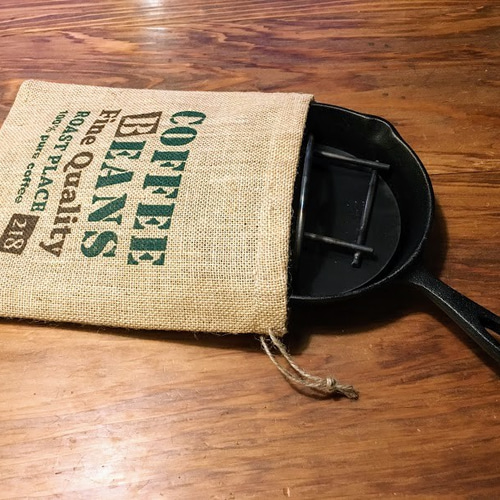 COFFEE
BEANS
Fine Quality
ROAST PLACE
100% pure coffee
218